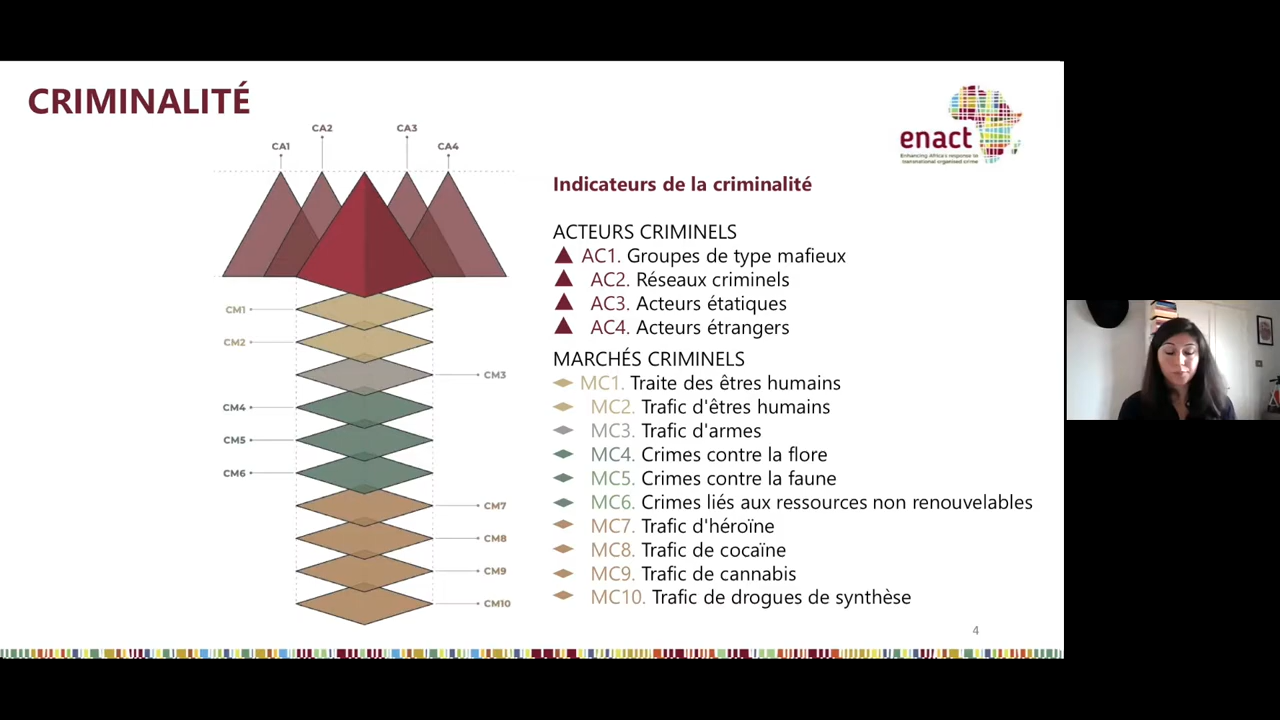 CRIMINALITÉ
CA1
CA2
CA3
CA4
CM1
CM2
CM3
CM4
CM5
CM6
CM7
CM8
CM9
CM10
enact
Enhancing Africa's response to
transnational organised crime
Indicateurs de la criminalité
ACTEURS CRIMINELS
AC1. Groupes de type mafieux
AC2. Réseaux criminels
AC3. Acteurs étatiques
AC4. Acteurs étrangers
MARCHÉS CRIMINELS
MC1. Traite des êtres humains
MC2. Trafic d'êtres humains
MC3. Trafic d'armes
MC4. Crimes contre la flore
MC5. Crimes contre la faune
MC6. Crimes liés aux ressources non renouvelables
MC7. Trafic d'héroïne
MC8. Trafic de cocaïne
MC9. Trafic de cannabis
MC10. Trafic de drogues de synthèse
4